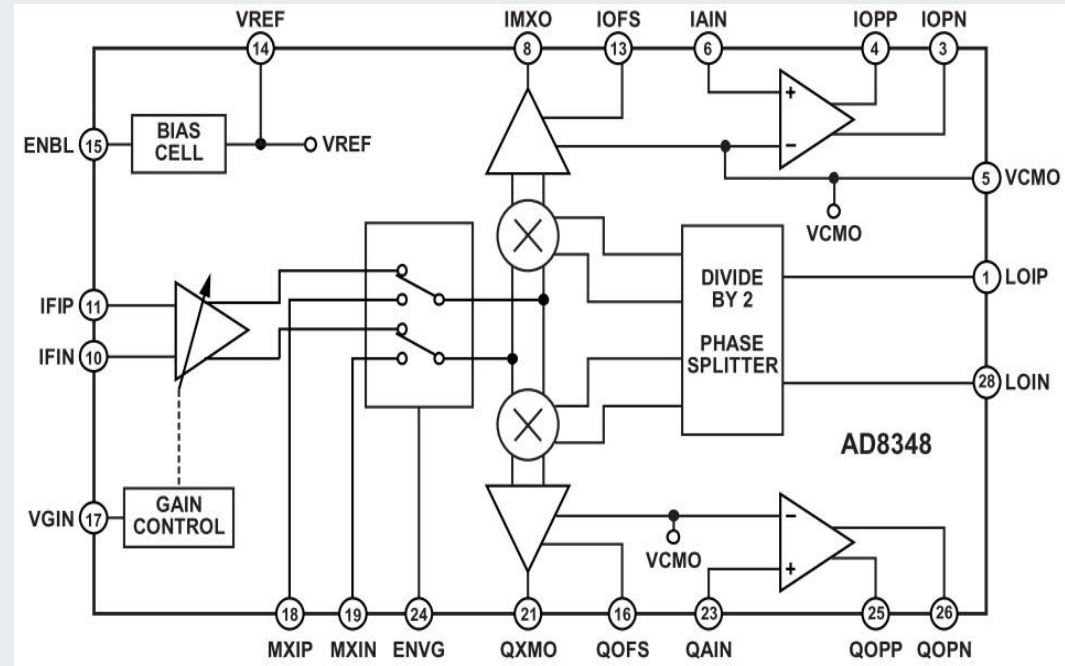 VREF IMXO IOFS IAIN IOPP IOPN
14 8 13 6 4 3
ENBL 15 BIAS CELL VREF
+
−
5 VCMO
VCMO
DIVIDE
BY 2
PHASE
SPLITTER
1 LOIP
IFIP 11
IFIN 10
28 LOIN
AD8348
VGIN 17 GAIN
CONTROL
VCMO
−
+
18 19 24 21 16 23 25 26
MXIP MXIN ENVG QXMO QOFS QAIN QOPP QOPN